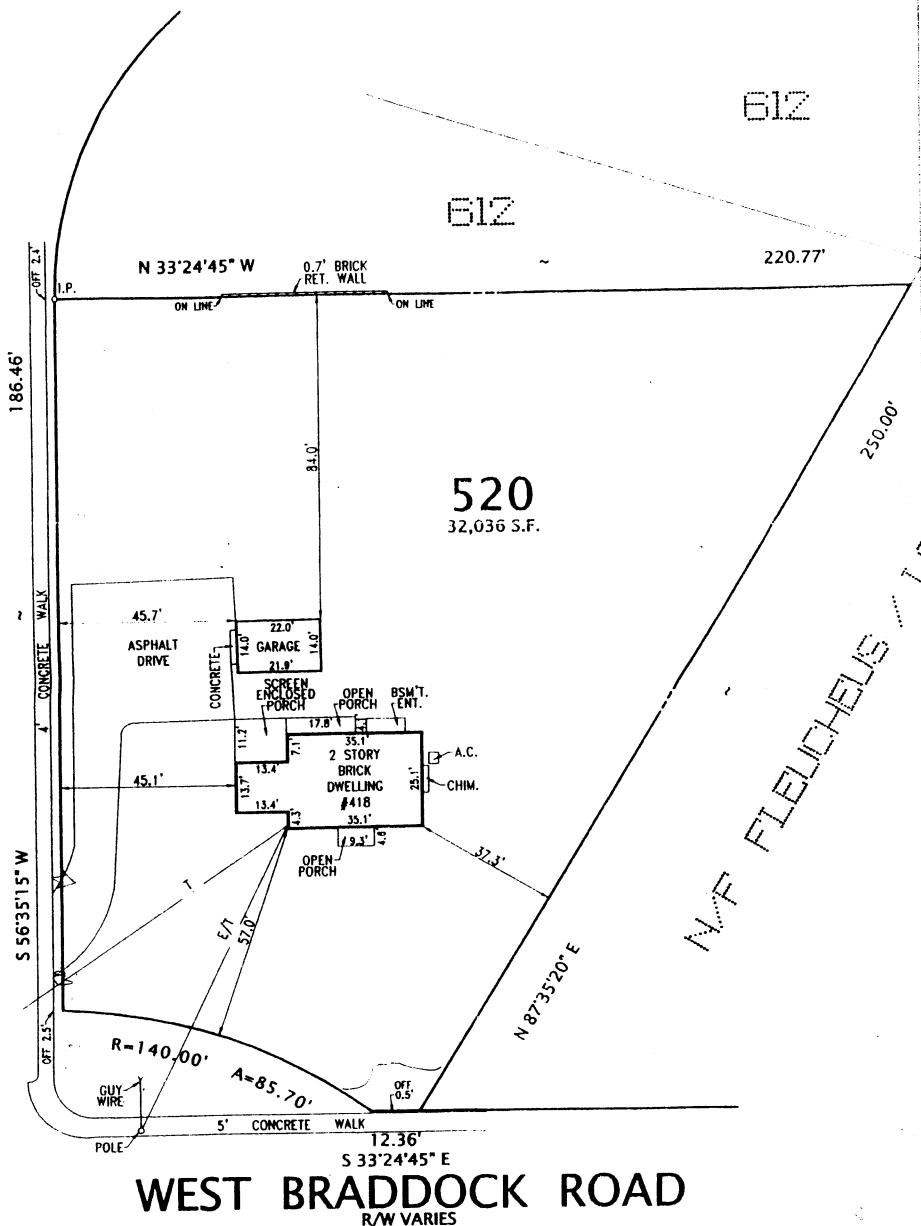 612
612
OFF 2.4'
N 33°24'45" W
0.7' BRICK
RET. WALL
~
220.77'
I.P.
ON LINE
ON LINE
186.46'
84.0'
250.00'
520
32,036 S.F.
~
4' CONCRETE WALK
45.7'
ASPHALT
DRIVE
CONCRETE
22.0'
14.0'
GARAGE
14.0'
21.9'
SCREEN
ENCLOSED
PORCH
OPEN
PORCH
BSM'T.
ENT.
17.8'
11.2'
7.1'
35.1'
2 STORY
BRICK
DWELLING
#418
A.C.
CHIM.
25.1'
13.4'
13.7'
45.1'
13.4'
4.3'
35.1'
9.3'
4.8'
OPEN
PORCH
37.3'
~
N/F FLEUCHEUS /
T
E/T
57.0'
S 56°35'15" W
N 87°35'20" E
OFF 2.5'
R=140.00'
A=85.70'
GUY
WIRE
POLE
OFF
0.5'
5' CONCRETE WALK
12.36'
S 33°24'45" E
WEST BRADDOCK ROAD
R/W VARIES